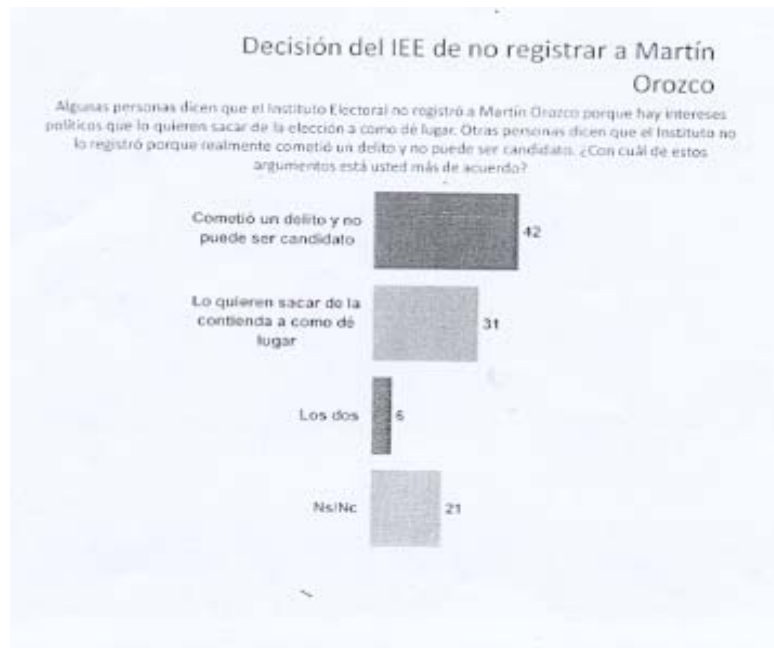 Decisión del IEE de no registrar a Martín
Orozco
Algunas personas dicen que el Instituto Electoral no registró a Martín Orozco porque hay intereses
políticos que lo quieren sacar de la elección a como dé lugar. Otras personas dicen que el Instituto no
lo registró porque realmente cometió un delito y no puede ser candidato. ¿Con cuál de estos
argumentos está usted más de acuerdo?
Cometió un delito y no
puede ser candidato
42
Lo quieren sacar de la
contienda a como dé
lugar
31
Los dos
6
Ns/Nc
21